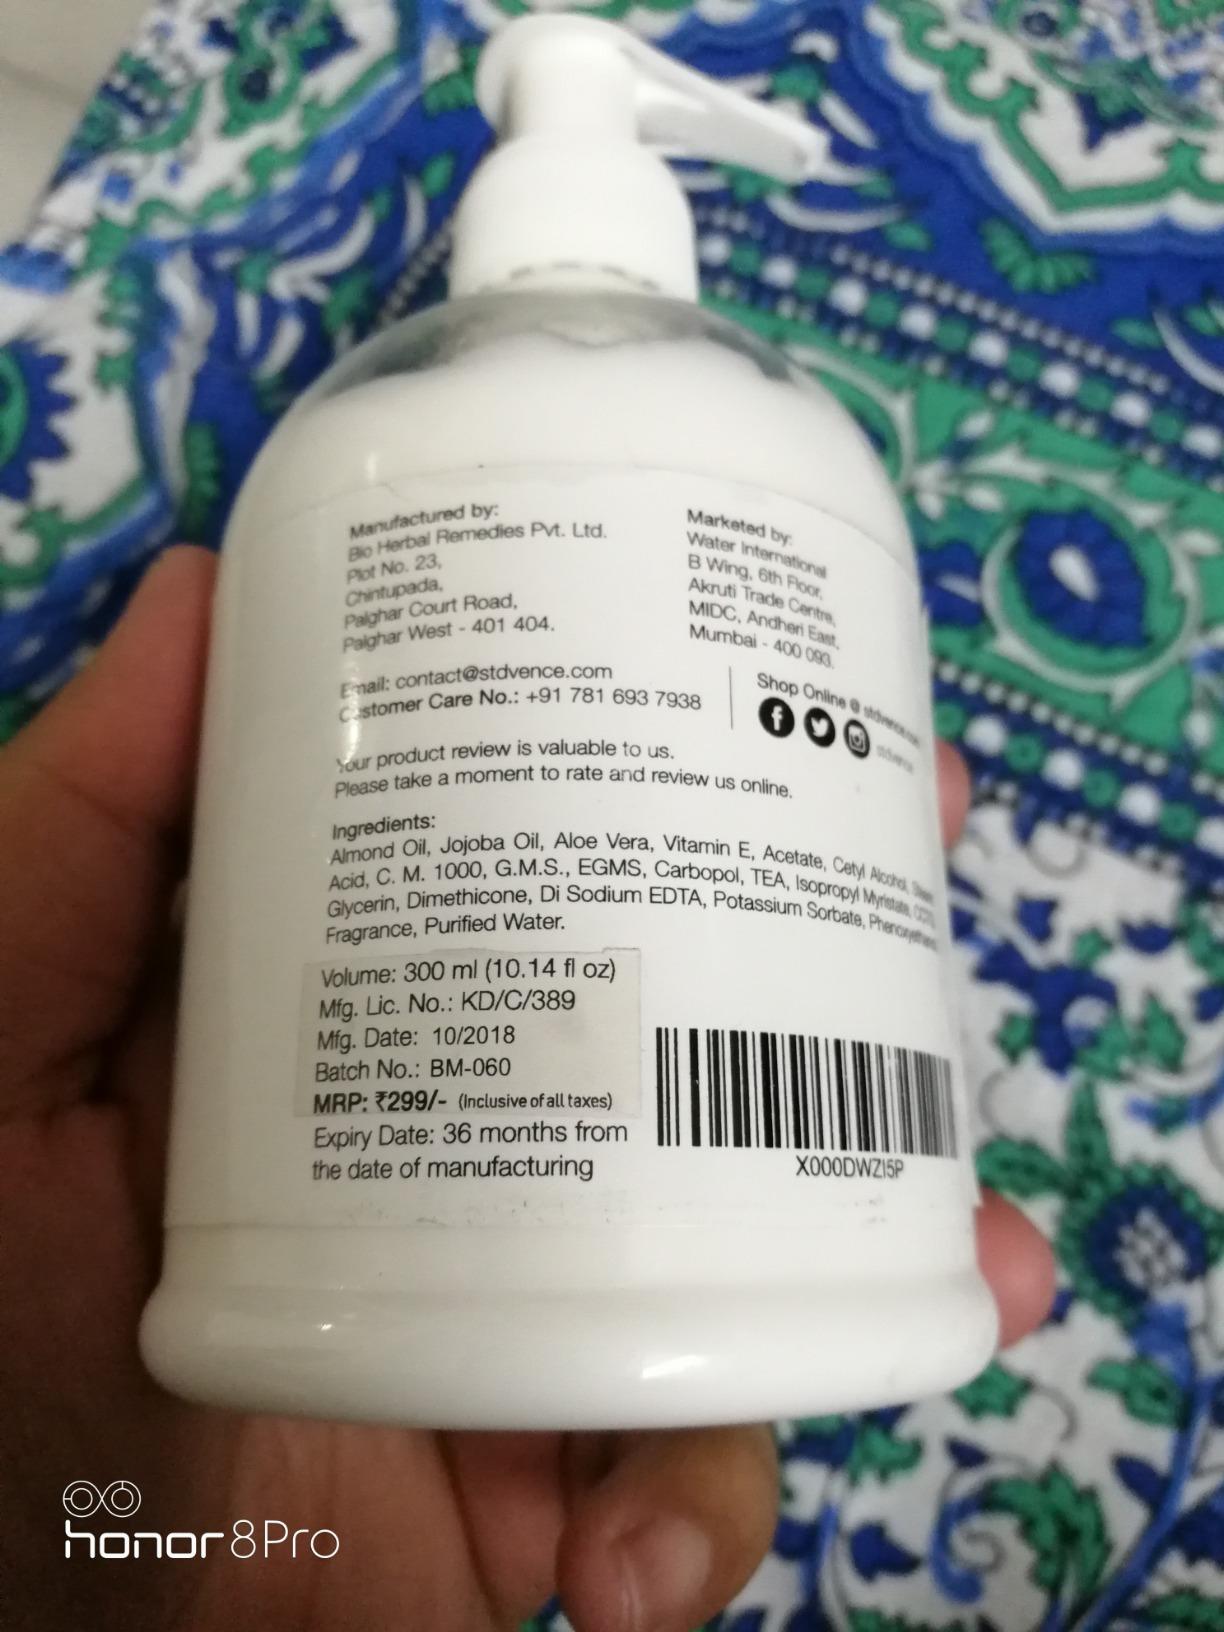 Manufactured by:
Bio Herbal Remedies Pvt. Ltd.
Plot No. 23,
Chintupada,
Palghar Court Road,
Palghar West - 401 404.
Marketed by:
Water International
B Wing, 6th Floor,
Akruti Trade Centre,
MIDC, Andheri East,
Mumbai - 400 093.
Email: contact@stdvence.com
Customer Care No.: +91 781 693 7938
Shop Online @ stdvence.com
stdvence
Your product review is valuable to us.
Please take a moment to rate and review us online.
Ingredients:
Almond Oil, Jojoba Oil, Aloe Vera, Vitamin E, Acetate, Cetyl Alcohol,
Acid, C. M. 1000, G.M.S., EGMS, Carbopol, TEA, Isopropyl Myristate,
Glycerin, Dimethicone, Di Sodium EDTA, Potassium Sorbate,
Fragrance, Purified Water.
Volume: 300 ml (10.14 fl oz)
Mfg. Lic. No.: KD/C/389
Mfg. Date: 10/2018
Batch No.: BM-060
MRP: ₹299/- (Inclusive of all taxes)
Expiry Date: 36 months from
the date of manufacturing
X000DWZI5P
honor 8Pro